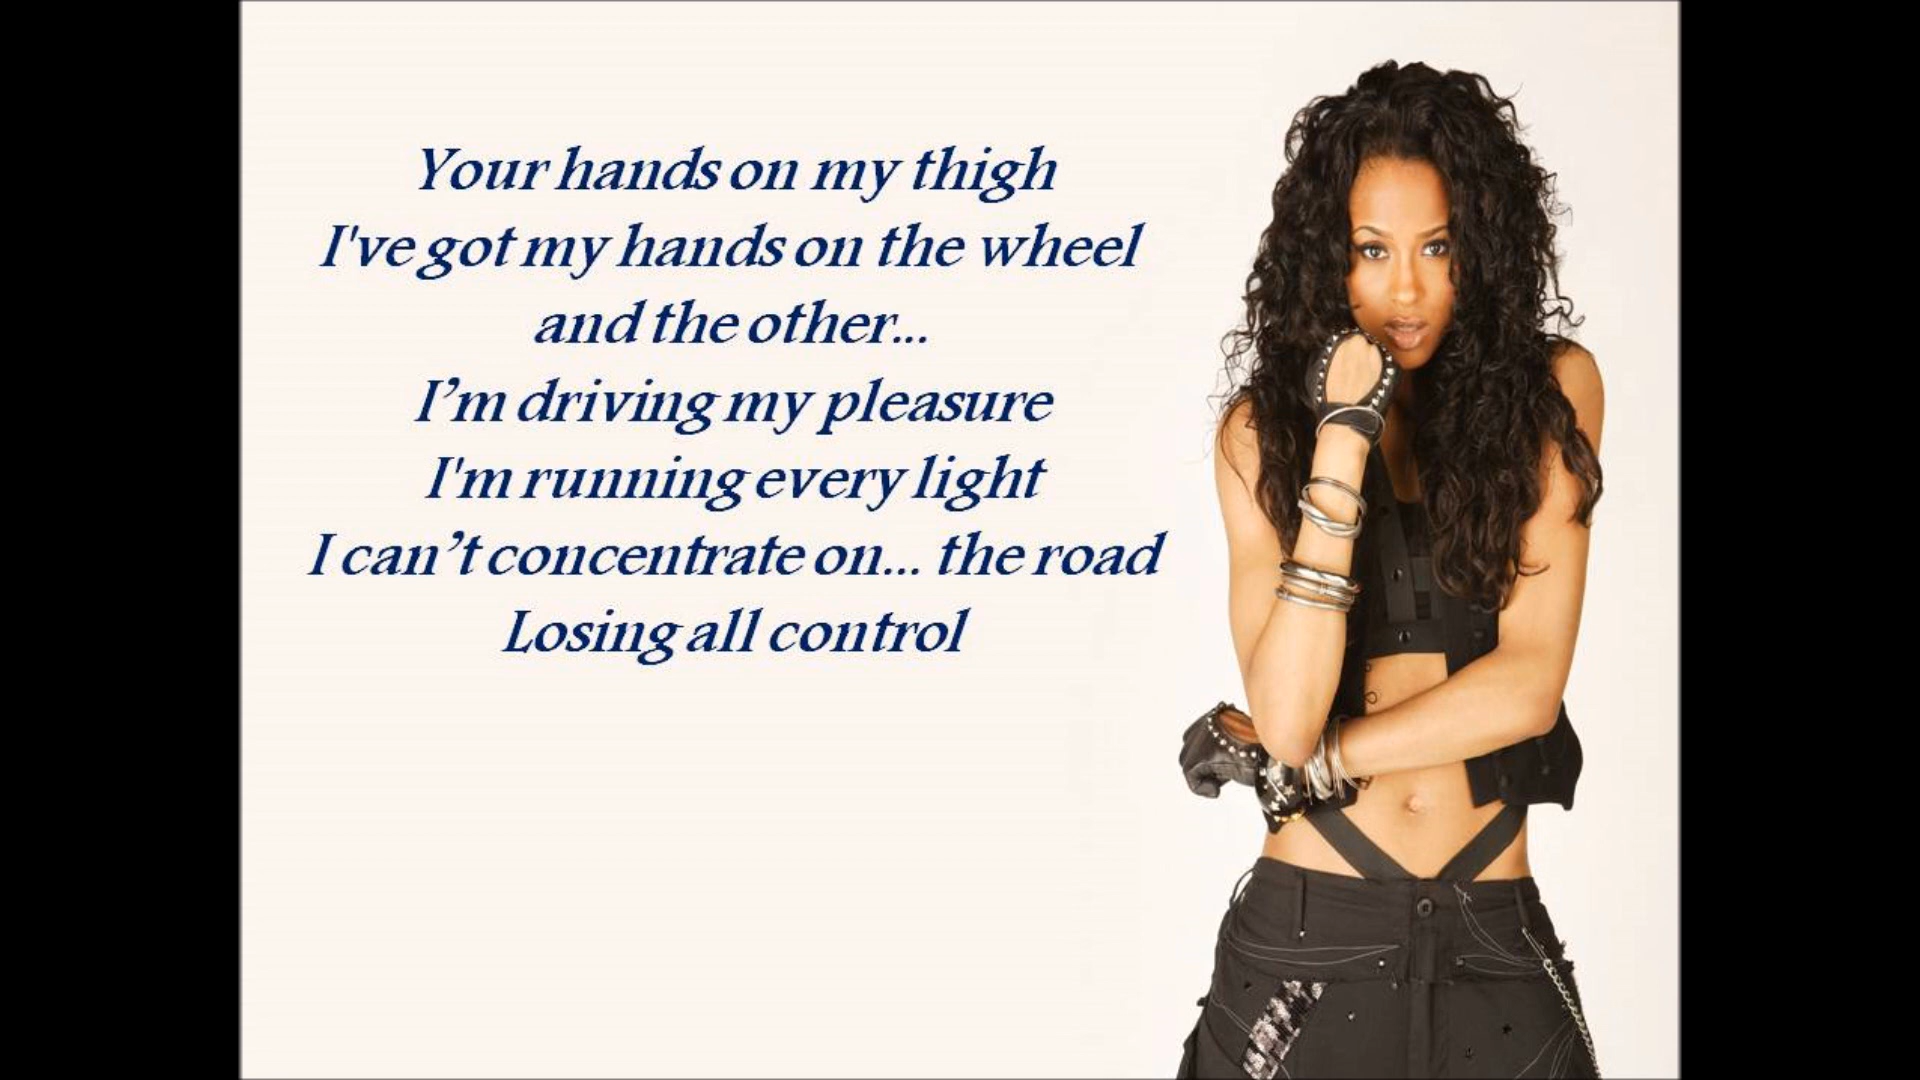 Your hands on my thigh
I've got my hands on the wheel
and the other...
I’m driving my pleasure
I'm running every light
I can’t concentrate on... the road
Losing all control